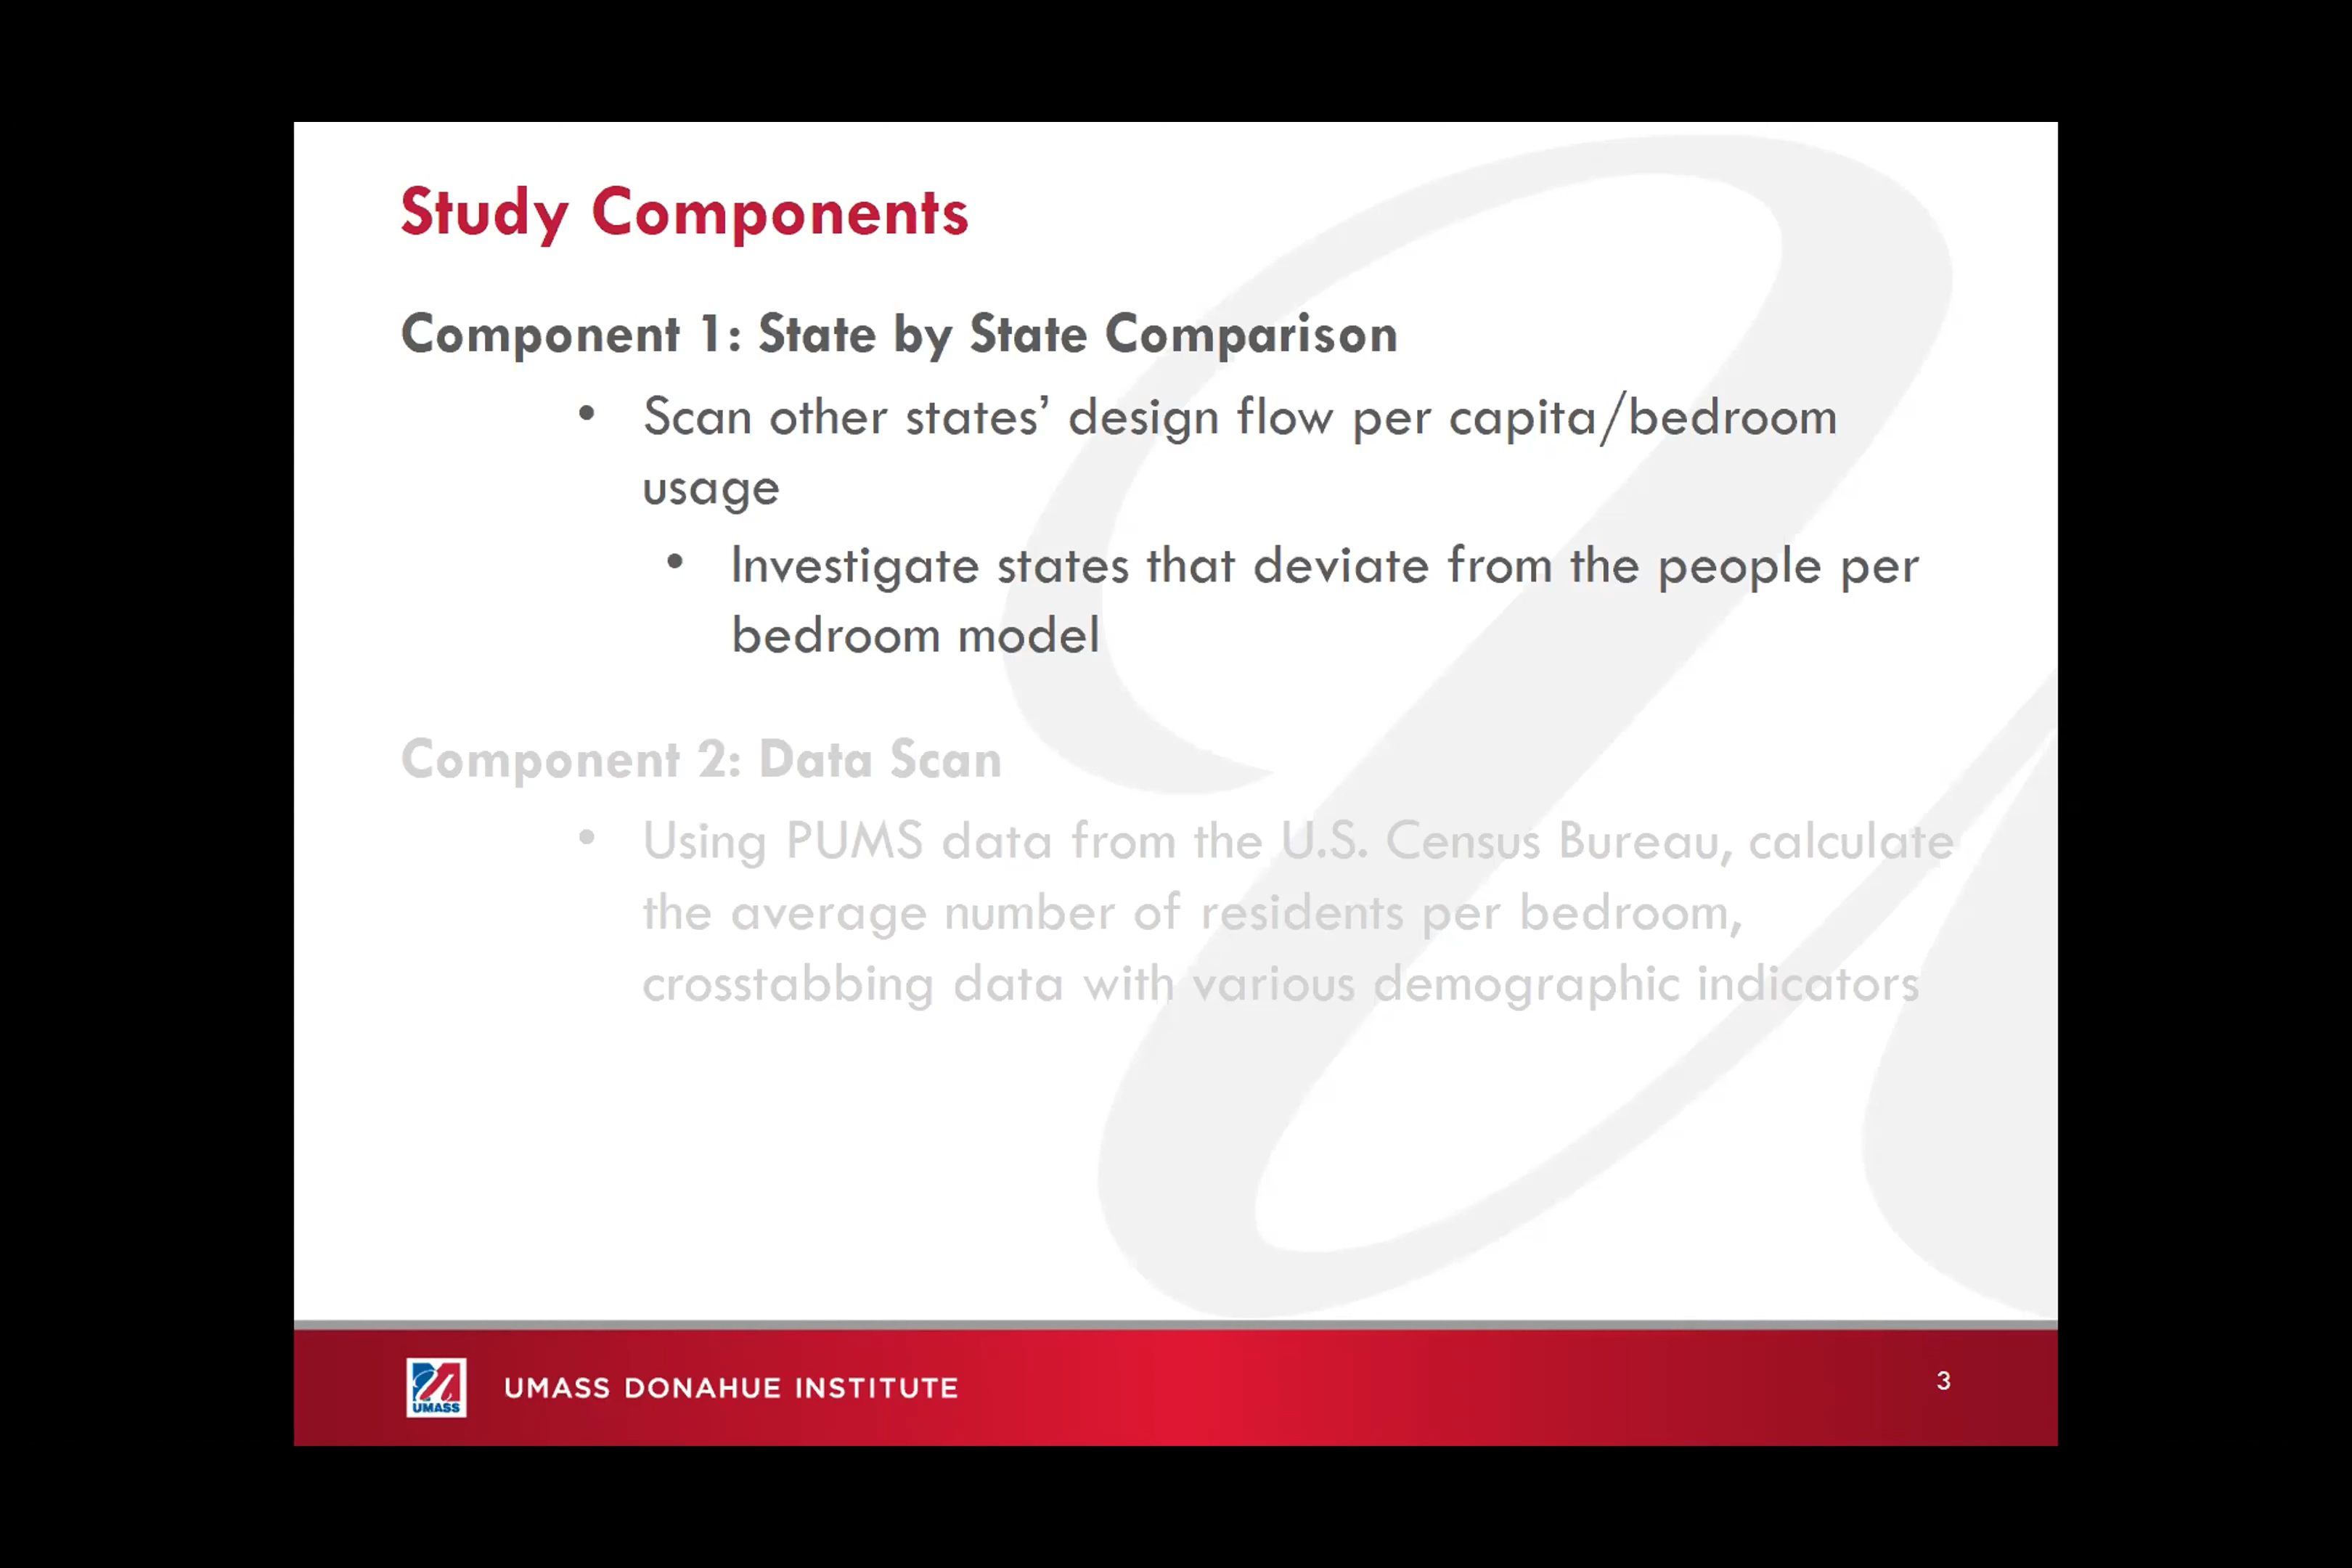 Study Components
Component 1: State by State Comparison
• Scan other states’ design flow per capita/bedroom
usage
• Investigate states that deviate from the people per
bedroom model
Component 2: Data Scan
• Using PUMS data from the U.S. Census Bureau, calculate
the average number of residents per bedroom,
crosstabbing data with various demographic indicators
UMASS
UMASS DONAHUE INSTITUTE
3